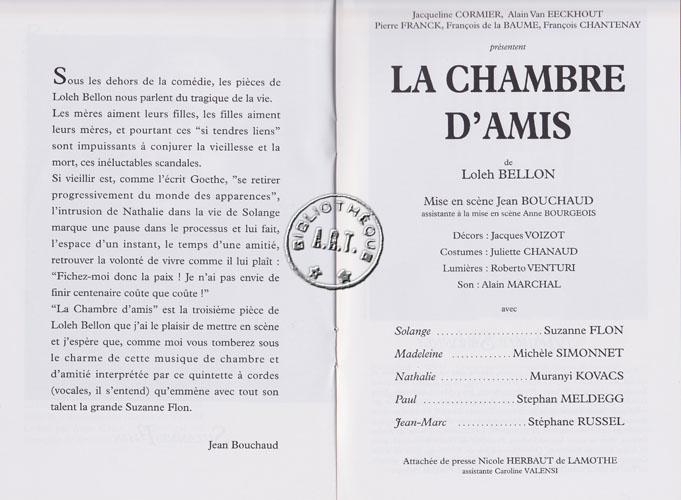 Sous les dehors de la comédie, les pièces de
Loleh Bellon nous parlent du tragique de la vie.
Les mères aiment leurs filles, les filles aiment
leurs mères, et pourtant ces "si tendres liens"
sont impuissants à conjurer la vieillesse et la
mort, ces inéluctables scandales.
Si vieillir est, comme l'écrit Goethe, "se retirer
progressivement du monde des apparences",
l'intrusion de Nathalie dans la vie de Solange
marque une pause dans le processus et lui fait,
l'espace d'un instant, le temps d'une amitié,
retrouver la volonté de vivre comme il lui plaît :
"Fichez-moi donc la paix ! Je n'ai pas envie de
finir centenaire coûte que coûte !"
"La Chambre d'amis" est la troisième pièce de
Loleh Bellon que j'ai le plaisir de mettre en scène
et j'espère que, comme moi vous tomberez sous
le charme de cette musique de chambre et
d'amitié interprétée par ce quintette à cordes
(vocales, il s'entend) qu'emmène avec tout son
talent la grande Suzanne Flon.
Jean Bouchaud
BIBLIOTHÈQUE
A.R.T.
Jacqueline CORMIER, Alain Van EECKHOUT
Pierre FRANCK, François de la BAUME, François CHANTENAY
présentent
LA CHAMBRE
D'AMIS
de
Loleh BELLON
Mise en scène Jean BOUCHAUD
assistante à la mise en scène Anne BOURGEOIS
Décors : Jacques VOIZOT
Costumes : Juliette CHANAUD
Lumières : Roberto VENTURI
Son : Alain MARCHAL
avec
Solange ........................ Suzanne FLON
Madeleine ............. Michèle SIMONNET
Nathalie .................. Muranyi KOVACS
Paul ..................... Stephan MELDEGG
Jean-Marc ............... Stéphane RUSSEL
Attachée de presse Nicole HERBAUT de LAMOTHE
assistante Caroline VALENSI